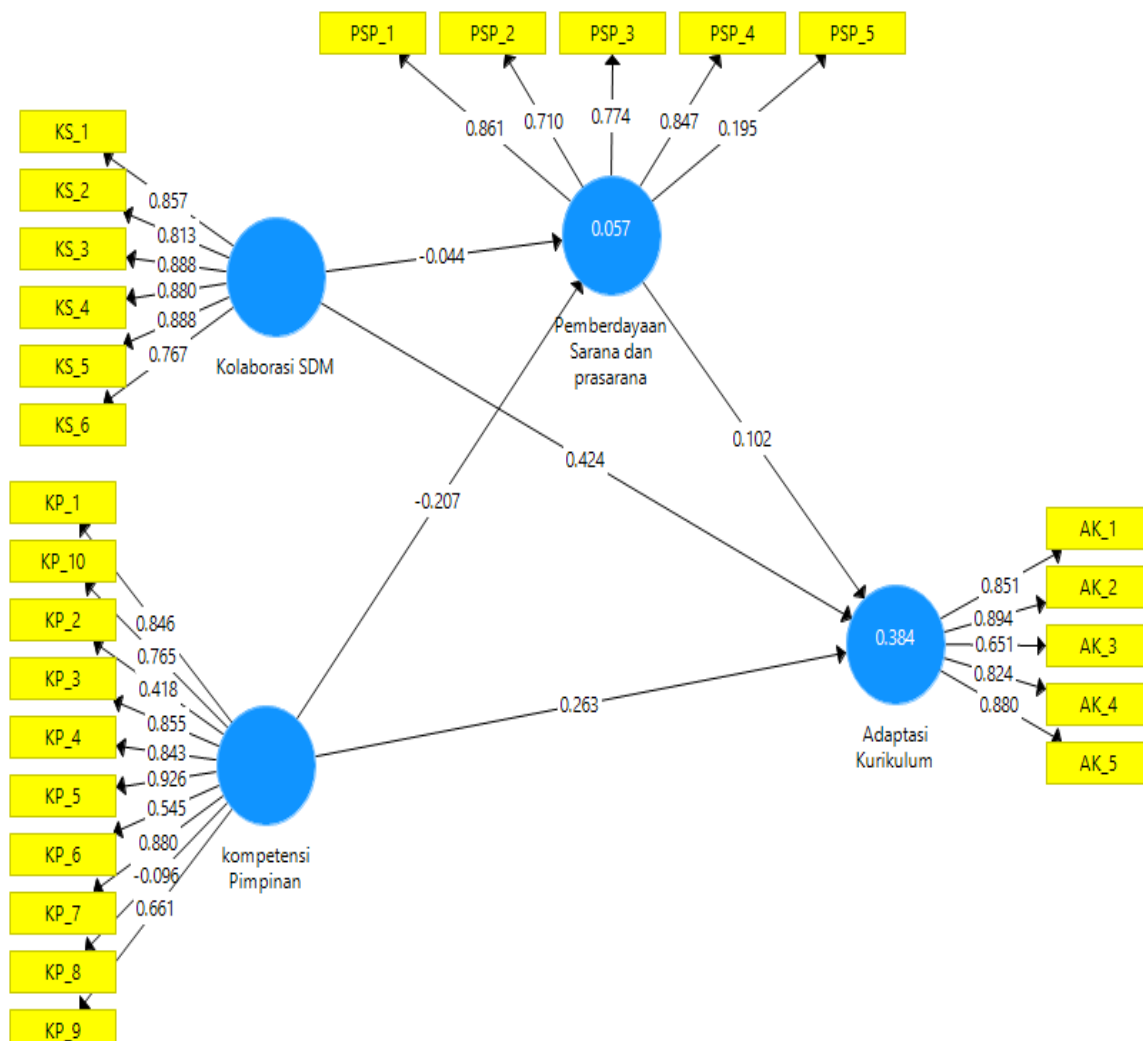 PSP_1
PSP_2
PSP_3
PSP_4
PSP_5
0.861
0.710
0.774
0.847
0.195
KS_1
KS_2
KS_3
KS_4
KS_5
KS_6
0.857
0.813
0.888
0.880
0.888
0.767
Kolaborasi SDM
-0.044
0.057
Pemberdayaan
Sarana dan
prasarana
0.424
0.102
-0.207
KP_1
KP_10
KP_2
KP_3
KP_4
KP_5
KP_6
KP_7
KP_8
KP_9
0.846
0.765
0.418
0.855
0.843
0.926
0.545
0.880
-0.096
0.661
kompetensi
Pimpinan
0.263
0.384
Adaptasi
Kurikulum
0.851
0.894
0.651
0.824
0.880
AK_1
AK_2
AK_3
AK_4
AK_5